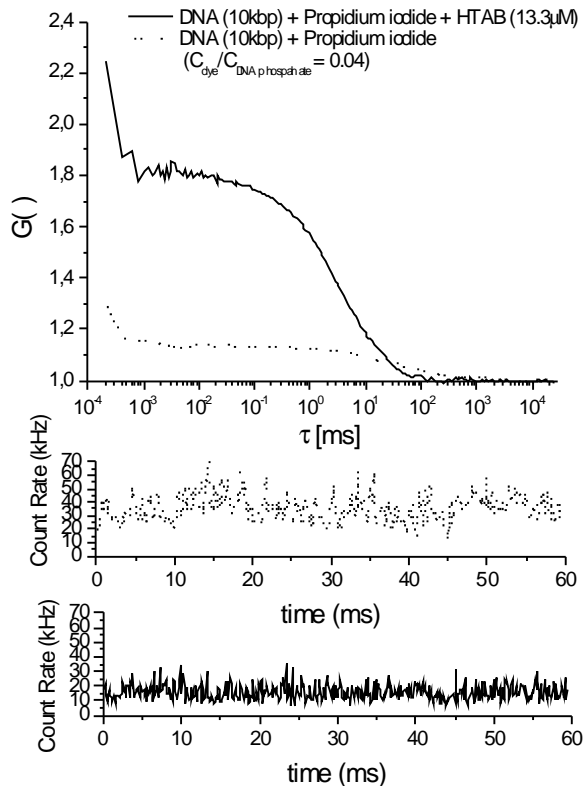 DNA (10kbp) + Propidium iodide + HTAB (13.3µM)
DNA (10kbp) + Propidium iodide
(C_dye/C_DNA phospahate = 0.04)
2,4
2,2
2,0
1,8
1,6
1,4
1,2
1,0
G( )
10^-4 10^-3 10^-2 10^-1 10^0 10^1 10^2 10^3 10^4
τ [ms]
Count Rate (kHz)
70
60
50
40
30
20
10
0
0 10 20 30 40 50 60
time (ms)
Count Rate (kHz)
70
60
50
40
30
20
10
0
0 10 20 30 40 50 60
time (ms)